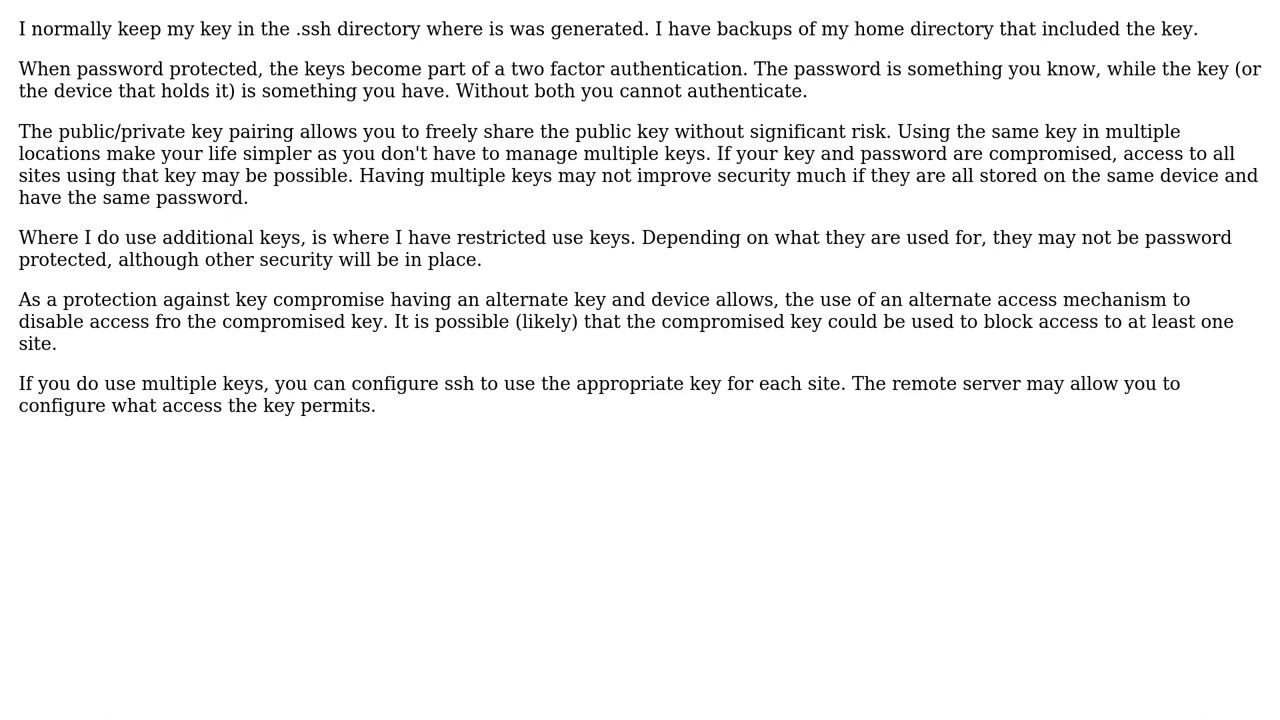 I normally keep my key in the .ssh directory where is was generated. I have backups of my home directory that included the key.
When password protected, the keys become part of a two factor authentication. The password is something you know, while the key (or
the device that holds it) is something you have. Without both you cannot authenticate.
The public/private key pairing allows you to freely share the public key without significant risk. Using the same key in multiple
locations make your life simpler as you don't have to manage multiple keys. If your key and password are compromised, access to all
sites using that key may be possible. Having multiple keys may not improve security much if they are all stored on the same device and
have the same password.
Where I do use additional keys, is where I have restricted use keys. Depending on what they are used for, they may not be password
protected, although other security will be in place.
As a protection against key compromise having an alternate key and device allows, the use of an alternate access mechanism to
disable access fro the compromised key. It is possible (likely) that the compromised key could be used to block access to at least one
site.
If you do use multiple keys, you can configure ssh to use the appropriate key for each site. The remote server may allow you to
configure what access the key permits.